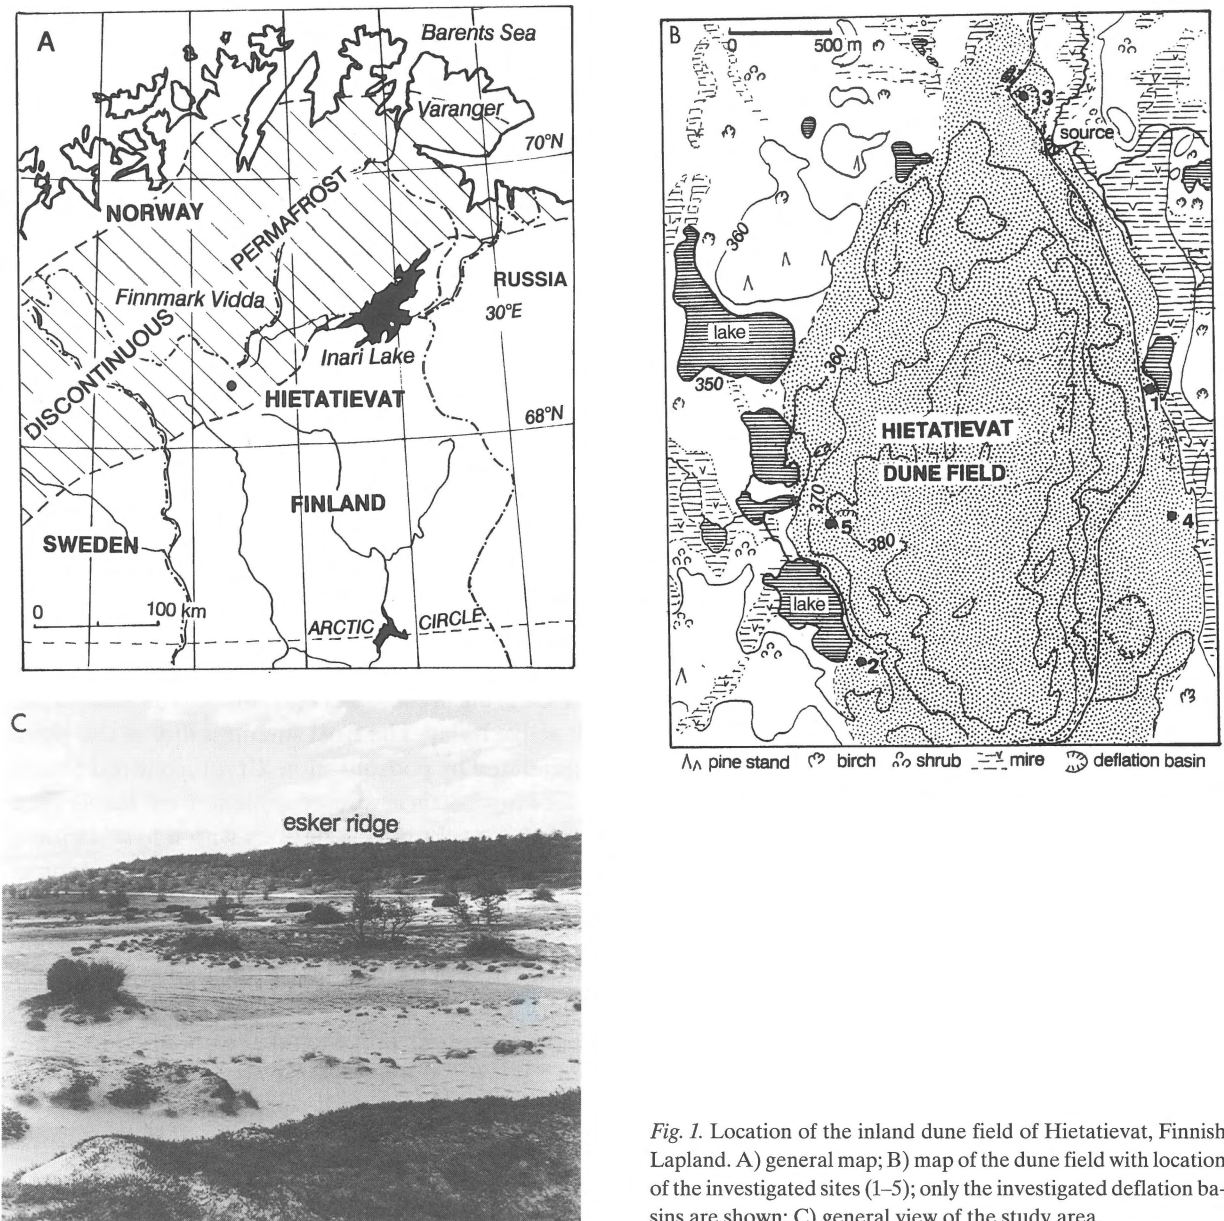 A
Barents Sea
Varanger
70°N
NORWAY
PERMAFROST
RUSSIA
Finnmark Vidda
30°E
DISCONTINUOUS
Inari Lake
HIETATIEVAT
68°N
FINLAND
SWEDEN
0 100 km
ARCTIC CIRCLE
B
0 500 m
3
source
360
lake
350
360
1
HIETATIEVAT
DUNE FIELD
370
5
4
380
lake
2
pine stand birch shrub mire deflation basin
C
esker ridge
Fig. 1. Location of the inland dune field of Hietatievat, Finnish
Lapland. A) general map; B) map of the dune field with location
of the investigated sites (1–5); only the investigated deflation ba-
sins are shown; C) general view of the study area